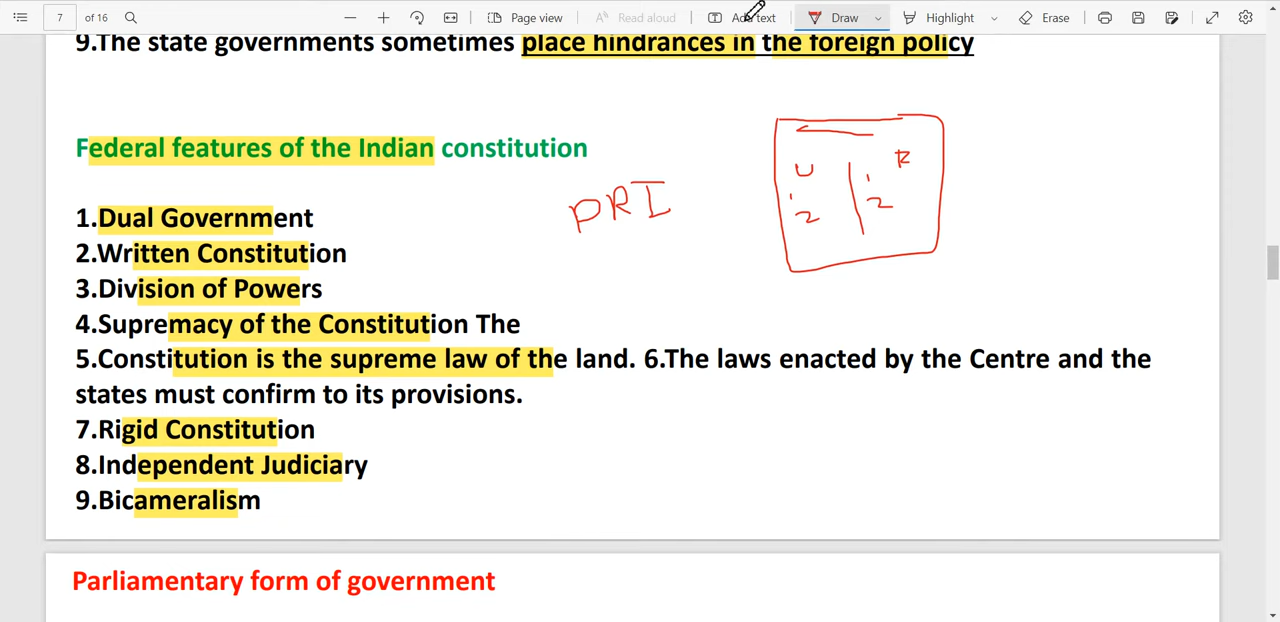 7 of 16 Page view Read aloud Add text Draw Highlight Erase
9.The state governments sometimes place hindrances in the foreign policy
Federal features of the Indian constitution
1.Dual Government
2.Written Constitution
3.Division of Powers
4.Supremacy of the Constitution The
5.Constitution is the supreme law of the land. 6.The laws enacted by the Centre and the
states must confirm to its provisions.
7.Rigid Constitution
8.Independent Judiciary
9.Bicameralism
PRI
U R
2 2
Parliamentary form of government